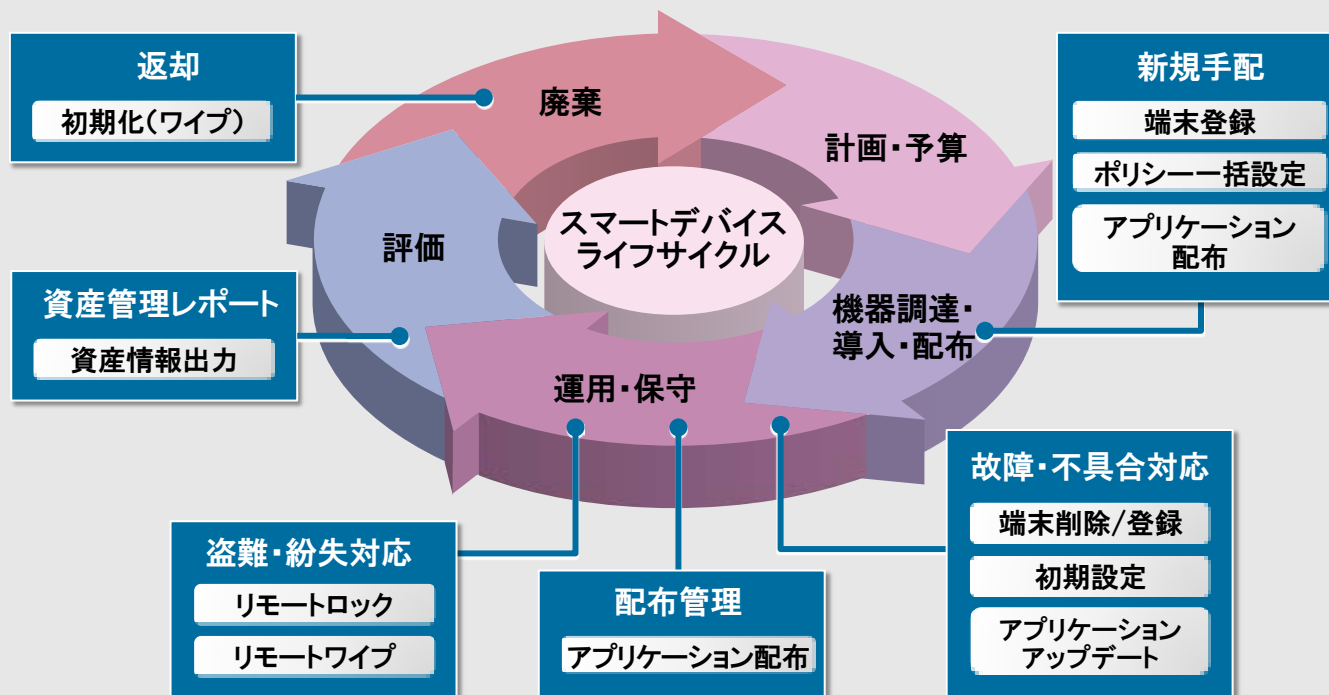 返却
初期化(ワイプ)
廃棄
計画・予算
新規手配
端末登録
ポリシー一括設定
アプリケーション
配布
スマートデバイス
ライフサイクル
評価
機器調達・
導入・配布
資産管理レポート
資産情報出力
運用・保守
盗難・紛失対応
リモートロック
リモートワイプ
配布管理
アプリケーション配布
故障・不具合対応
端末削除/登録
初期設定
アプリケーション
アップデート